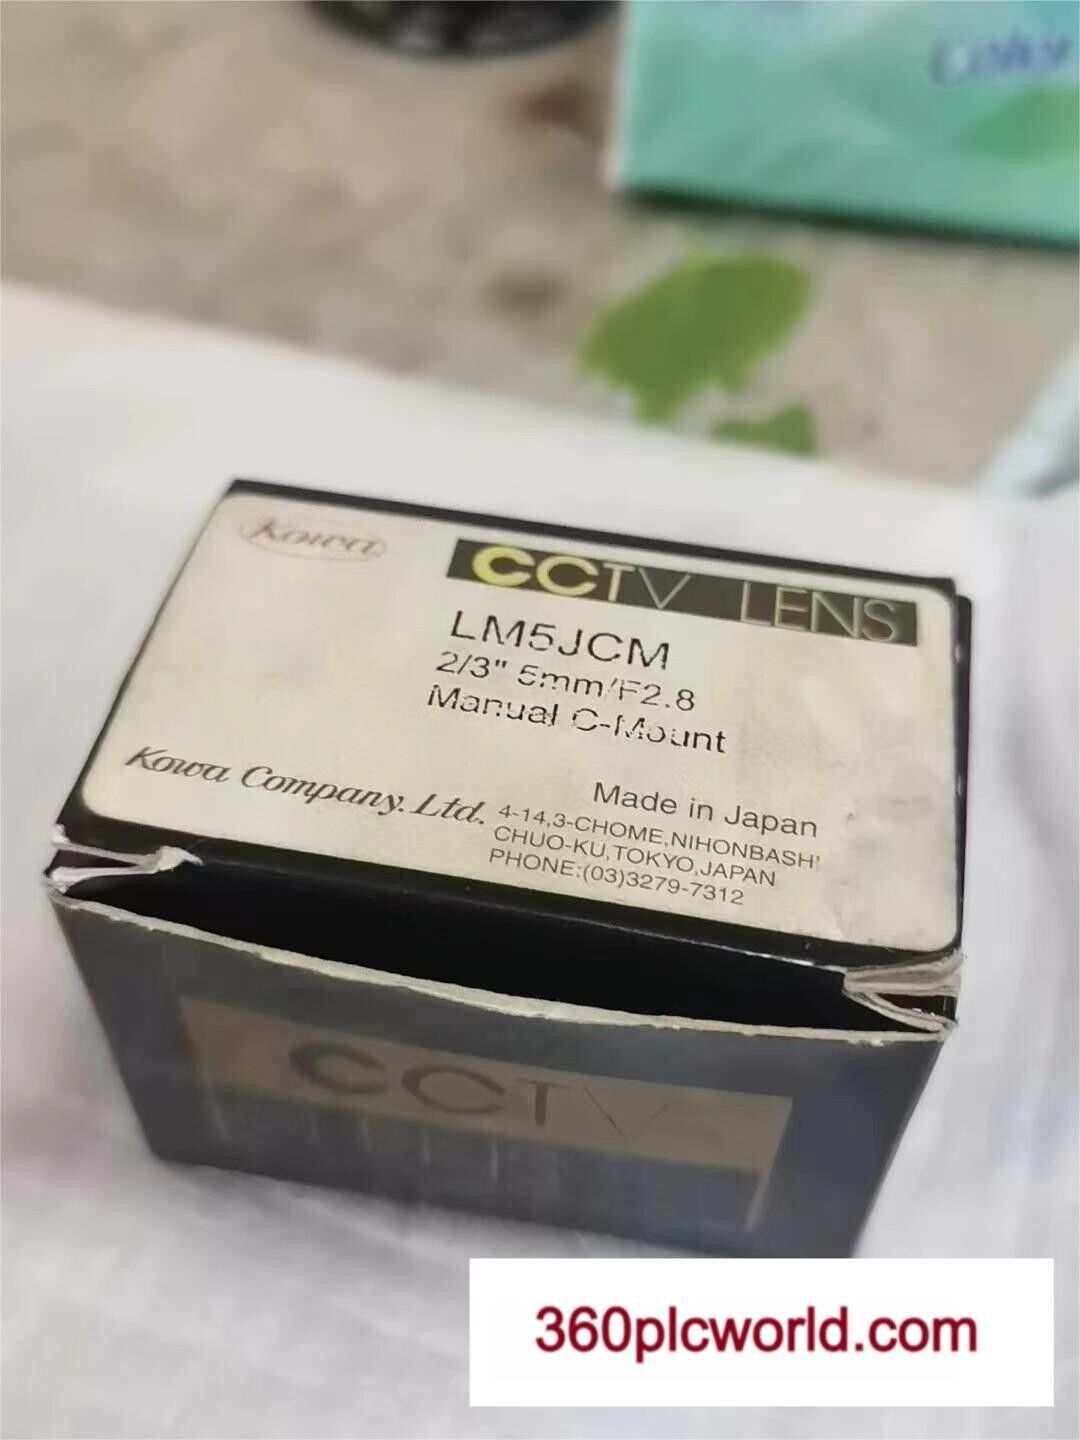 Color
Kowa
CCTV LENS
LM5JCM
2/3" 5mm/F2.8
Manual C-Mount
Made in Japan
Kowa Company. Ltd. 4-14,3-CHOME,NIHONBASHI
CHUO-KU,TOKYO,JAPAN
PHONE:(03)3279-7312
CCTV
360plcworld.com